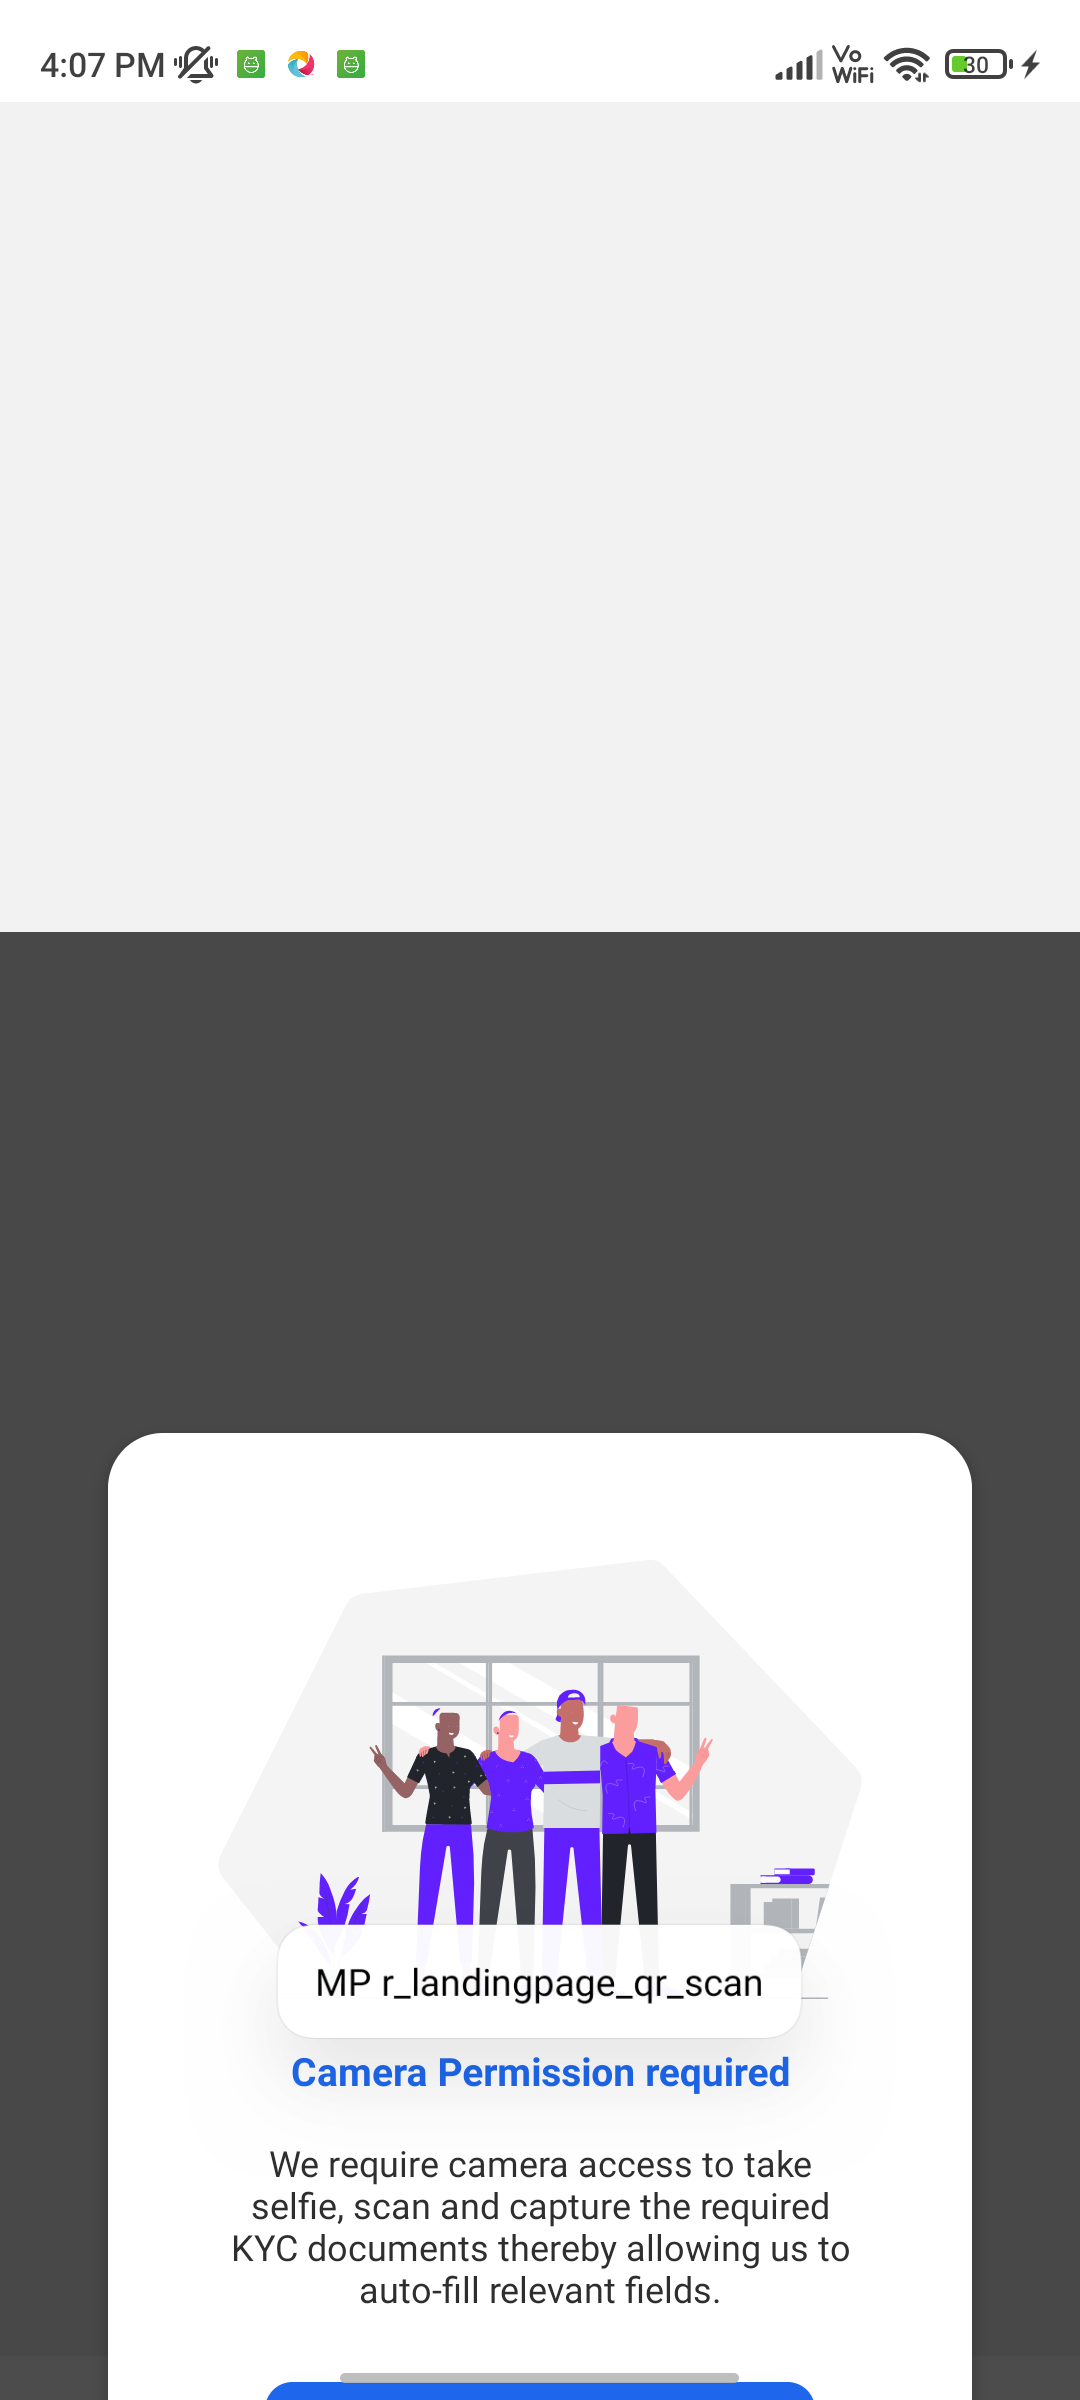 4:07 PM
Vo
WiFi
30
MP r_landingpage_qr_scan
Camera Permission required
We require camera access to take
selfie, scan and capture the required
KYC documents thereby allowing us to
auto-fill relevant fields.